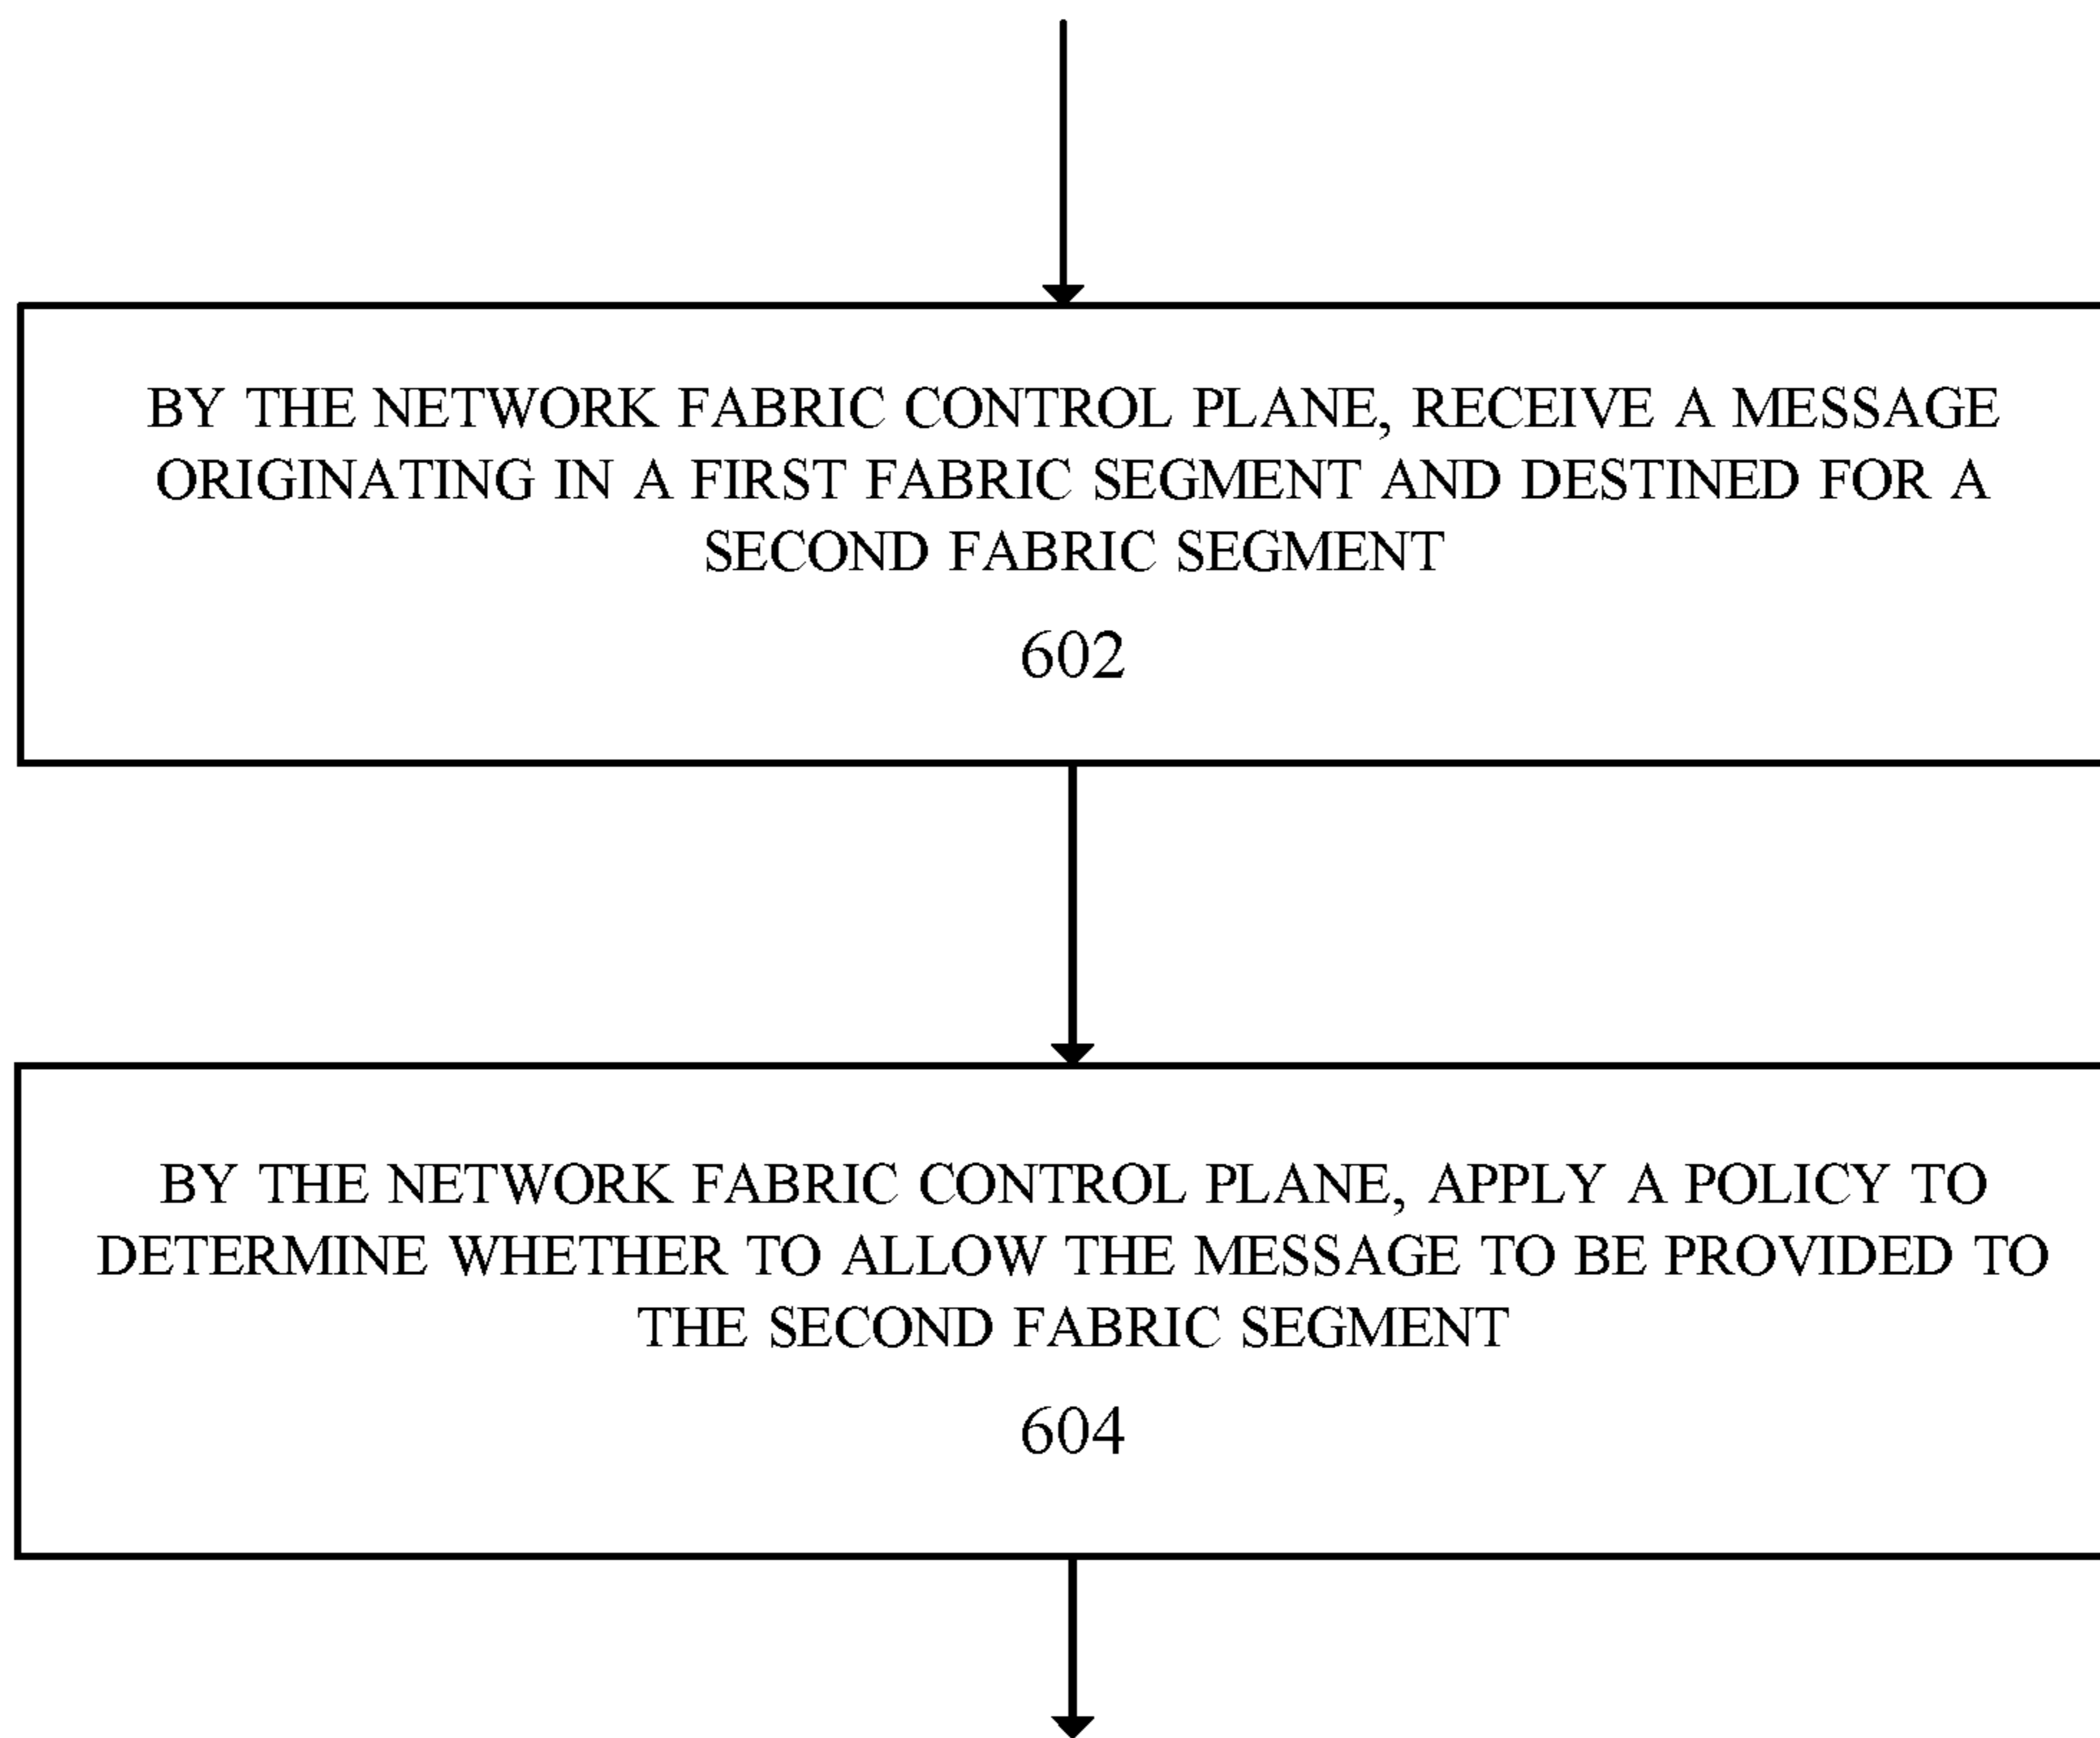 BY THE NETWORK FABRIC CONTROL PLANE, RECEIVE A MESSAGE
ORIGINATING IN A FIRST FABRIC SEGMENT AND DESTINED FOR A
SECOND FABRIC SEGMENT
602
BY THE NETWORK FABRIC CONTROL PLANE, APPLY A POLICY TO
DETERMINE WHETHER TO ALLOW THE MESSAGE TO BE PROVIDED TO
THE SECOND FABRIC SEGMENT
604